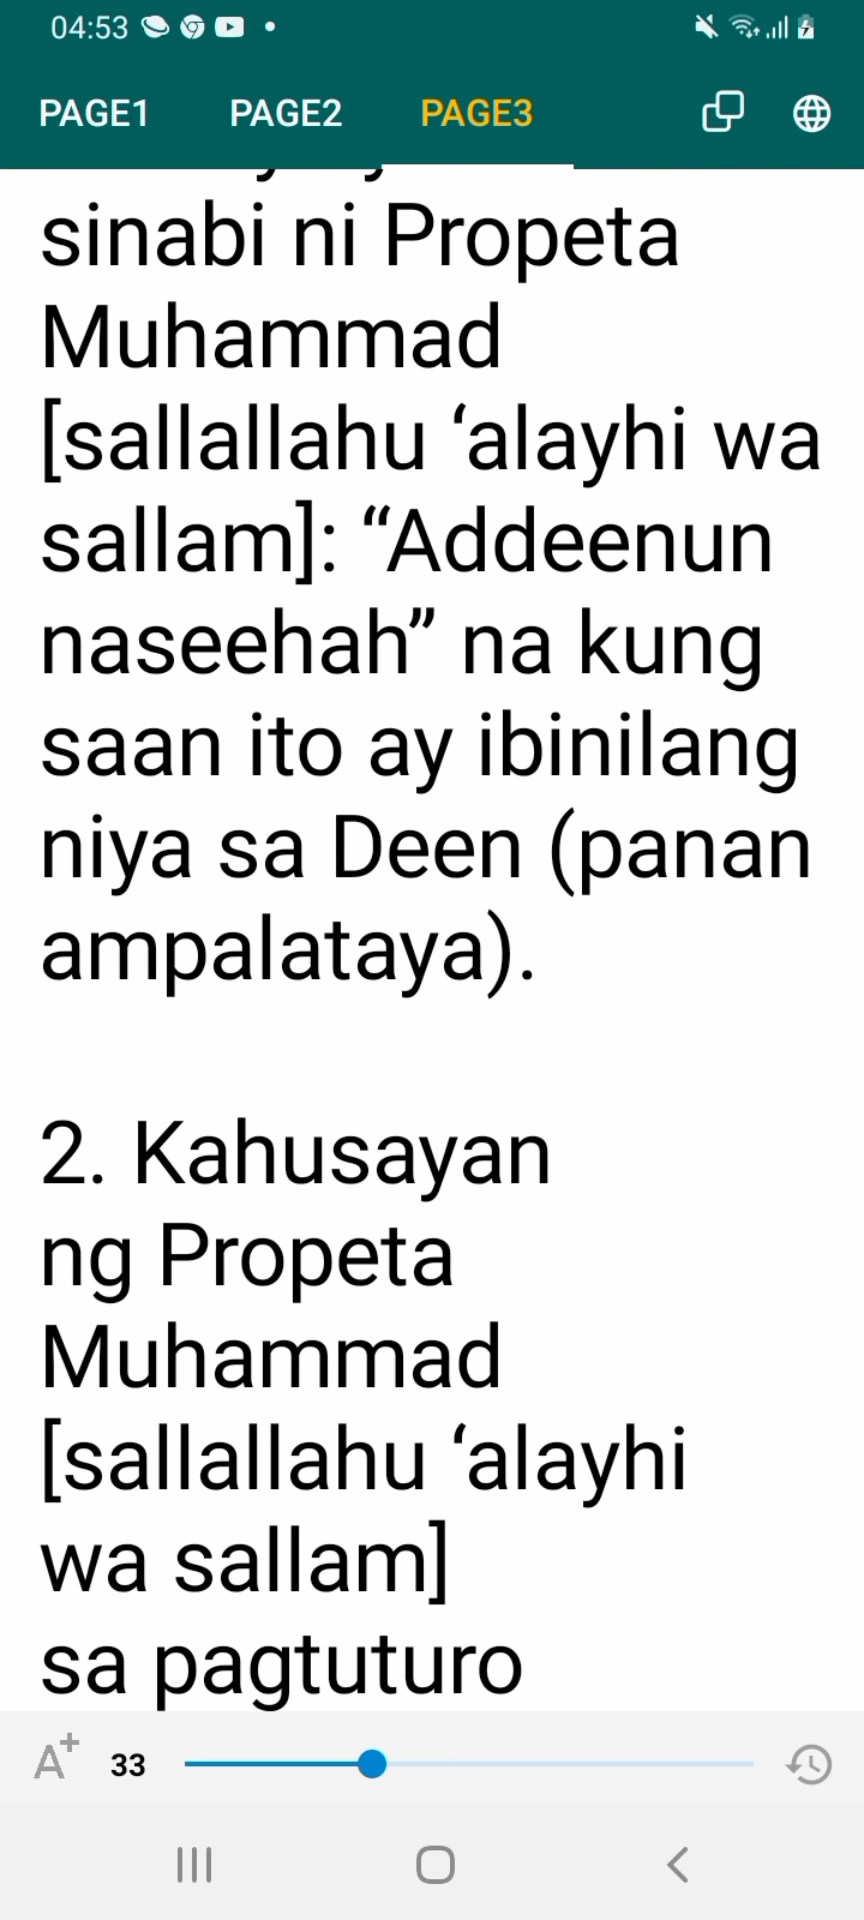 04:53
PAGE1 PAGE2 PAGE3
sinabi ni Propeta
Muhammad
[sallallahu ‘alayhi wa
sallam]: “Addeenun
naseehah” na kung
saan ito ay ibinilang
niya sa Deen (panan
ampalataya).
2. Kahusayan
ng Propeta
Muhammad
[sallallahu ‘alayhi
wa sallam]
sa pagtuturo
A+ 33